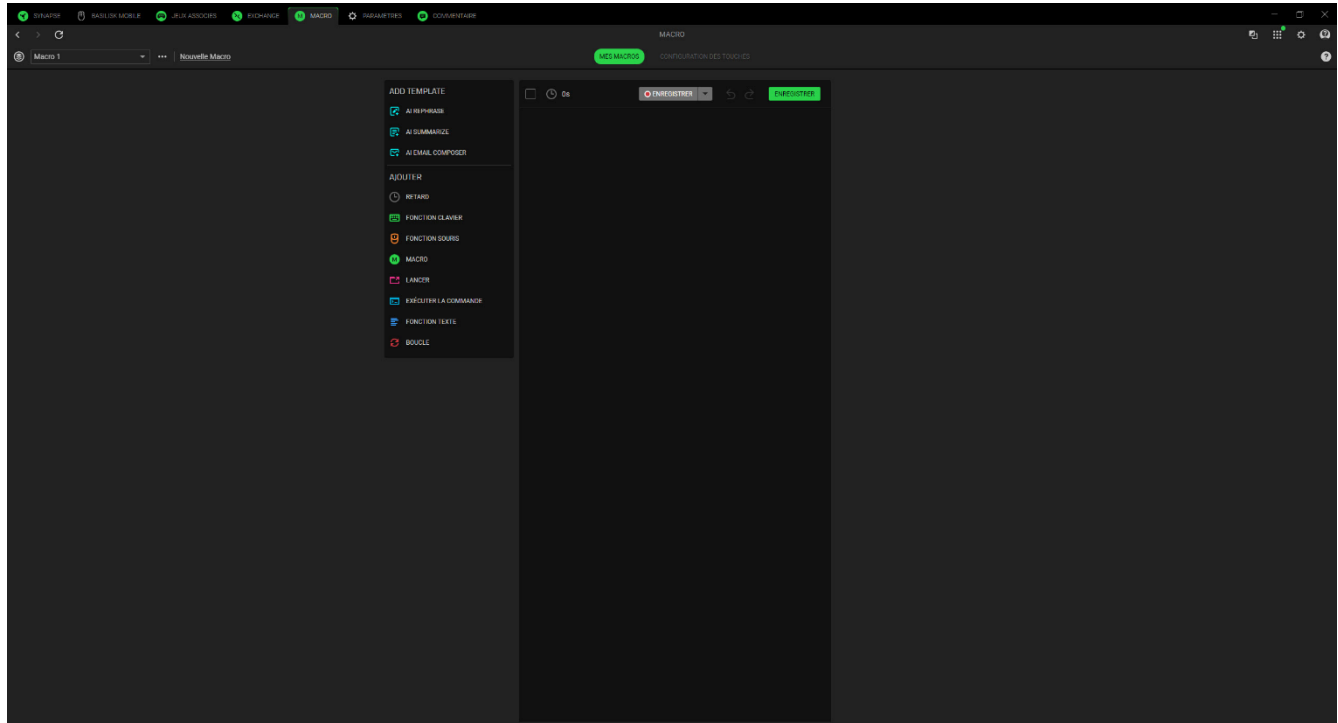 SYNAPSE BASILISK MOBILE JEUX ASSOCIÉS EXCHANGE MACRO PARAMÈTRES COMMENTAIRE
MACRO
Macro 1 Nouvelle Macro MES MACROS CONFIGURATION DES TOUCHES
ADD TEMPLATE
AI REPHRASE
AI SUMMARIZE
AI EMAIL COMPOSER
AJOUTER
RETARD
FONCTION CLAVIER
FONCTION SOURIS
MACRO
LANCER
EXÉCUTER LA COMMANDE
FONCTION TEXTE
BOUCLE
0s ENREGISTRER ENREGISTRER